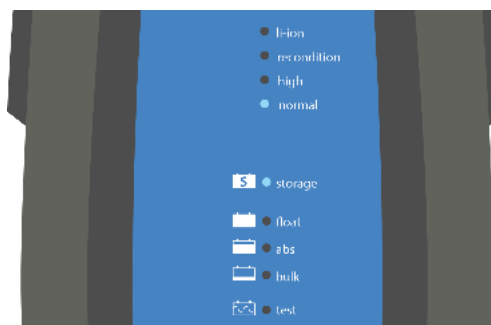 li-ion
recondition
high
normal
S storage
float
abs
bulk
test